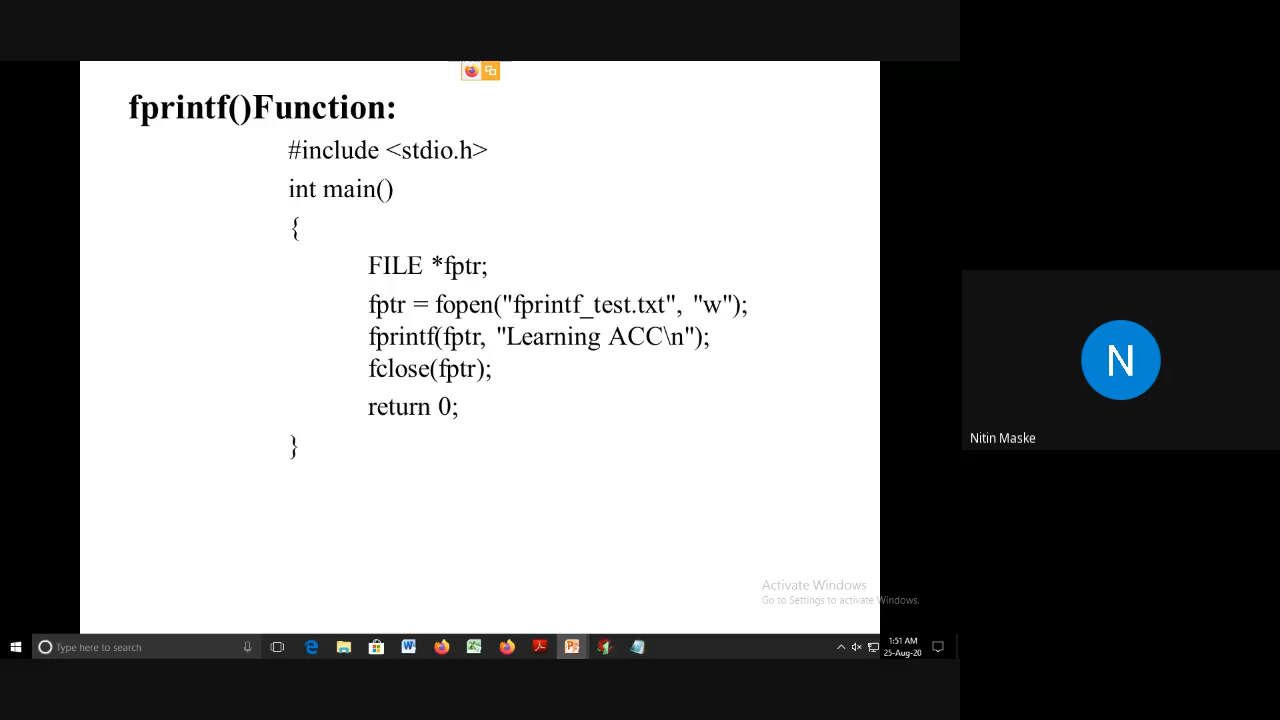 fprintf()Function:
#include <stdio.h>
int main()
{
FILE *fptr;
fptr = fopen("fprintf_test.txt", "w");
fprintf(fptr, "Learning ACC\n");
fclose(fptr);
return 0;
}
N
Nitin Maske
Activate Windows
Go to Settings to activate Windows.
Type here to search
1:51 AM
25-Aug-20